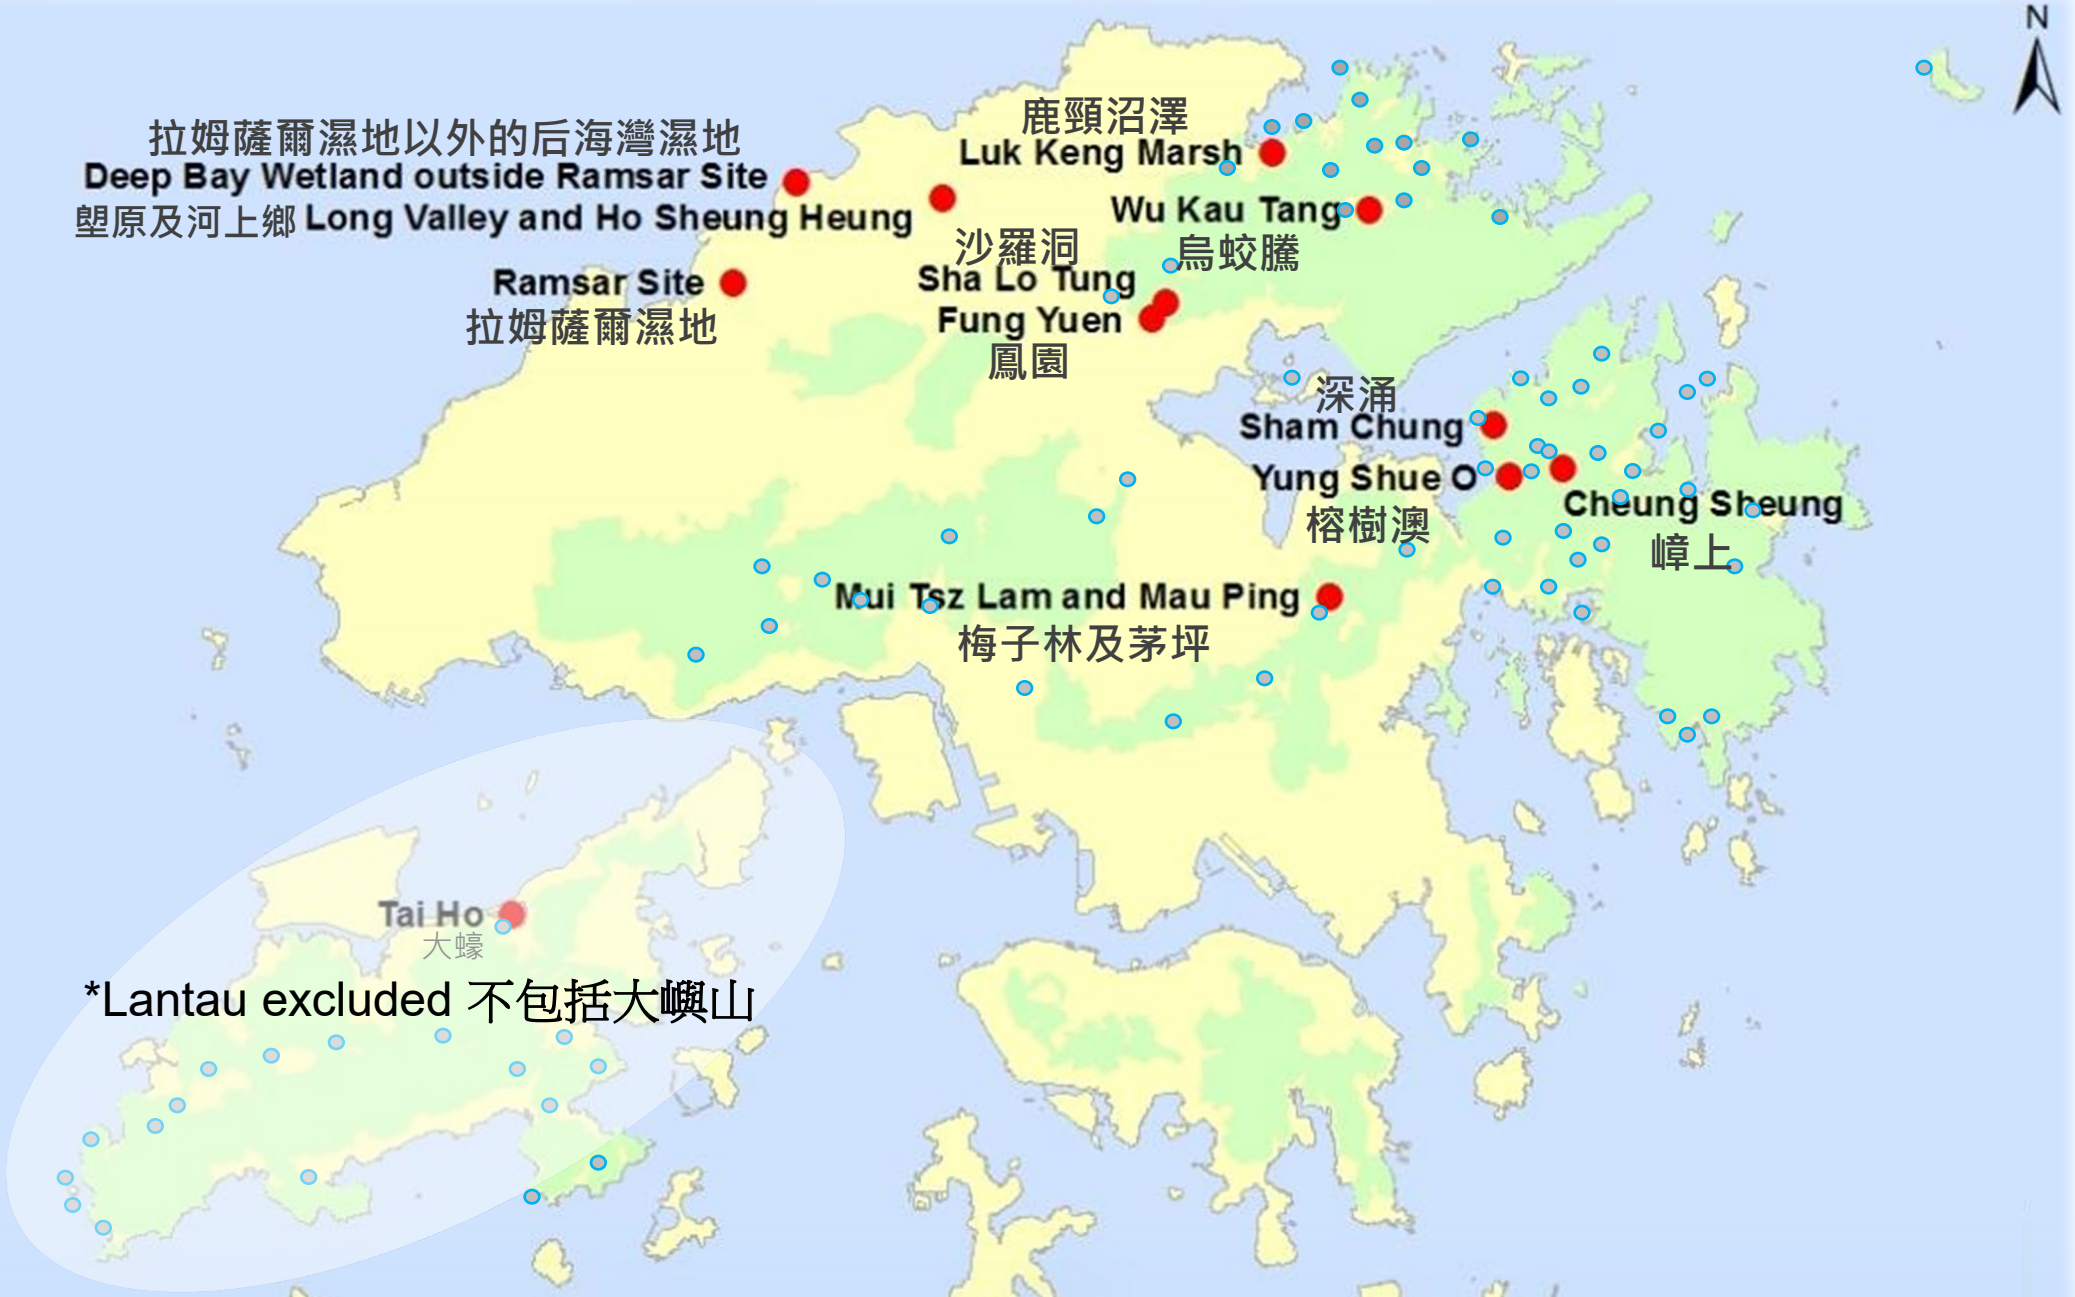 N
鹿頸沼澤
Luk Keng Marsh
拉姆薩爾濕地以外的后海灣濕地
Deep Bay Wetland outside Ramsar Site
塱原及河上鄉 Long Valley and Ho Sheung Heung
Wu Kau Tang
烏蛟騰
沙羅洞
Sha Lo Tung
Ramsar Site
拉姆薩爾濕地
Fung Yuen
鳳園
深涌
Sham Chung
Yung Shue O
榕樹澳
Cheung Sheung
嶂上
Mui Tsz Lam and Mau Ping
梅子林及茅坪
Tai Ho
大蠔
*Lantau excluded 不包括大嶼山